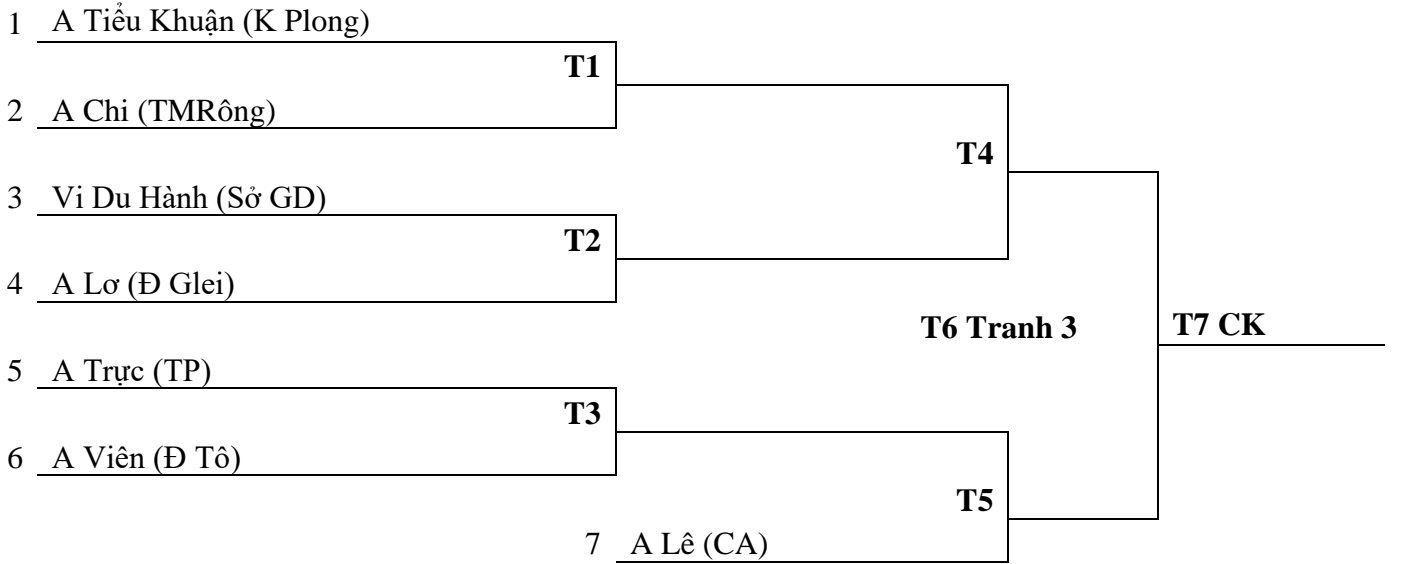 1 A Tiểu Khuận (K Plong)
T1
2 A Chi (TMRông)
T4
3 Vi Du Hành (Sở GD)
T2
4 A Lơ (Đ Glei)
T6 Tranh 3 T7 CK
5 A Trực (TP)
T3
6 A Viên (Đ Tô)
T5
7 A Lê (CA)